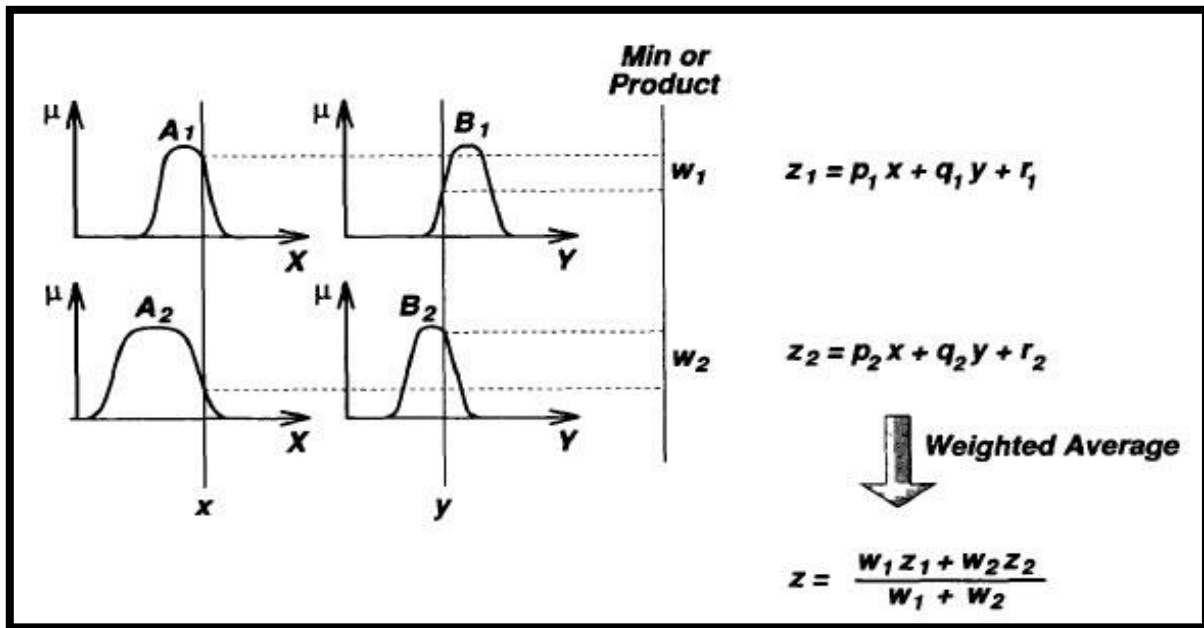 Min or
Product
μ
A1
X
μ
B1
Y
w1
z1 = p1 x + q1 y + r1
μ
A2
X
μ
B2
Y
w2
z2 = p2 x + q2 y + r2
Weighted Average
x
y
z = w1 z1 + w2 z2
w1 + w2